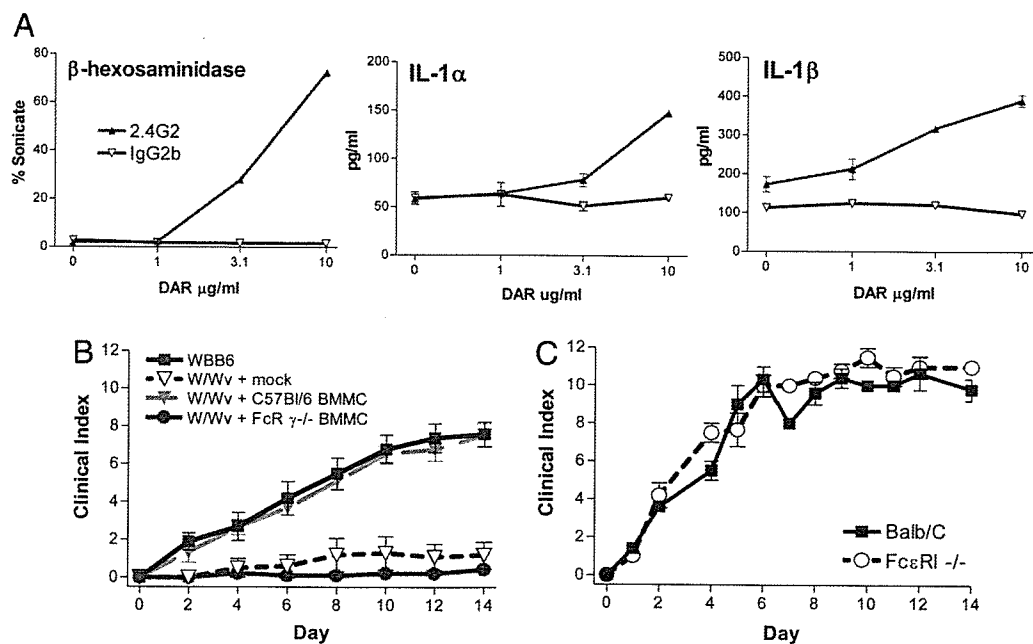 A
β-hexosaminidase
% Sonicate
80
60
40
20
0
2.4G2
IgG2b
0
1
3.1
10
DAR µg/ml
IL-1α
pg/ml
200
150
100
50
0
0
1
3.1
10
DAR ug/ml
IL-1β
pg/ml
500
400
300
200
100
0
0
1
3.1
10
DAR µg/ml
B
Clinical Index
12
10
8
6
4
2
0
WBB6
W/Wv + mock
W/Wv + C57Bl/6 BMMC
W/Wv + FcR γ-/- BMMC
0
2
4
6
8
10
12
14
Day
C
Clinical Index
12
10
8
6
4
2
0
Balb/C
FcεRI -/-
0
2
4
6
8
10
12
14
Day